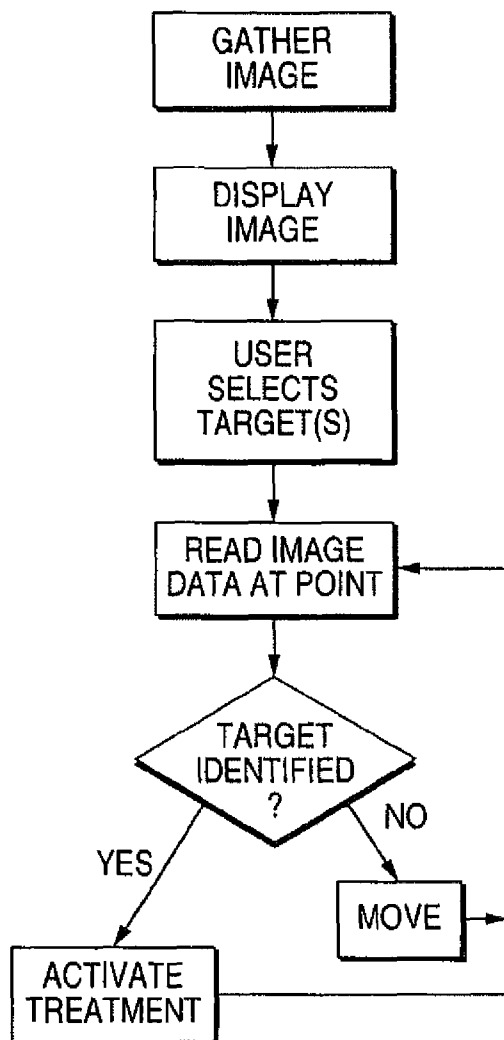 GATHER
IMAGE
DISPLAY
IMAGE
USER
SELECTS
TARGET(S)
READ IMAGE
DATA AT POINT
TARGET
IDENTIFIED
?
YES
NO
MOVE
ACTIVATE
TREATMENT